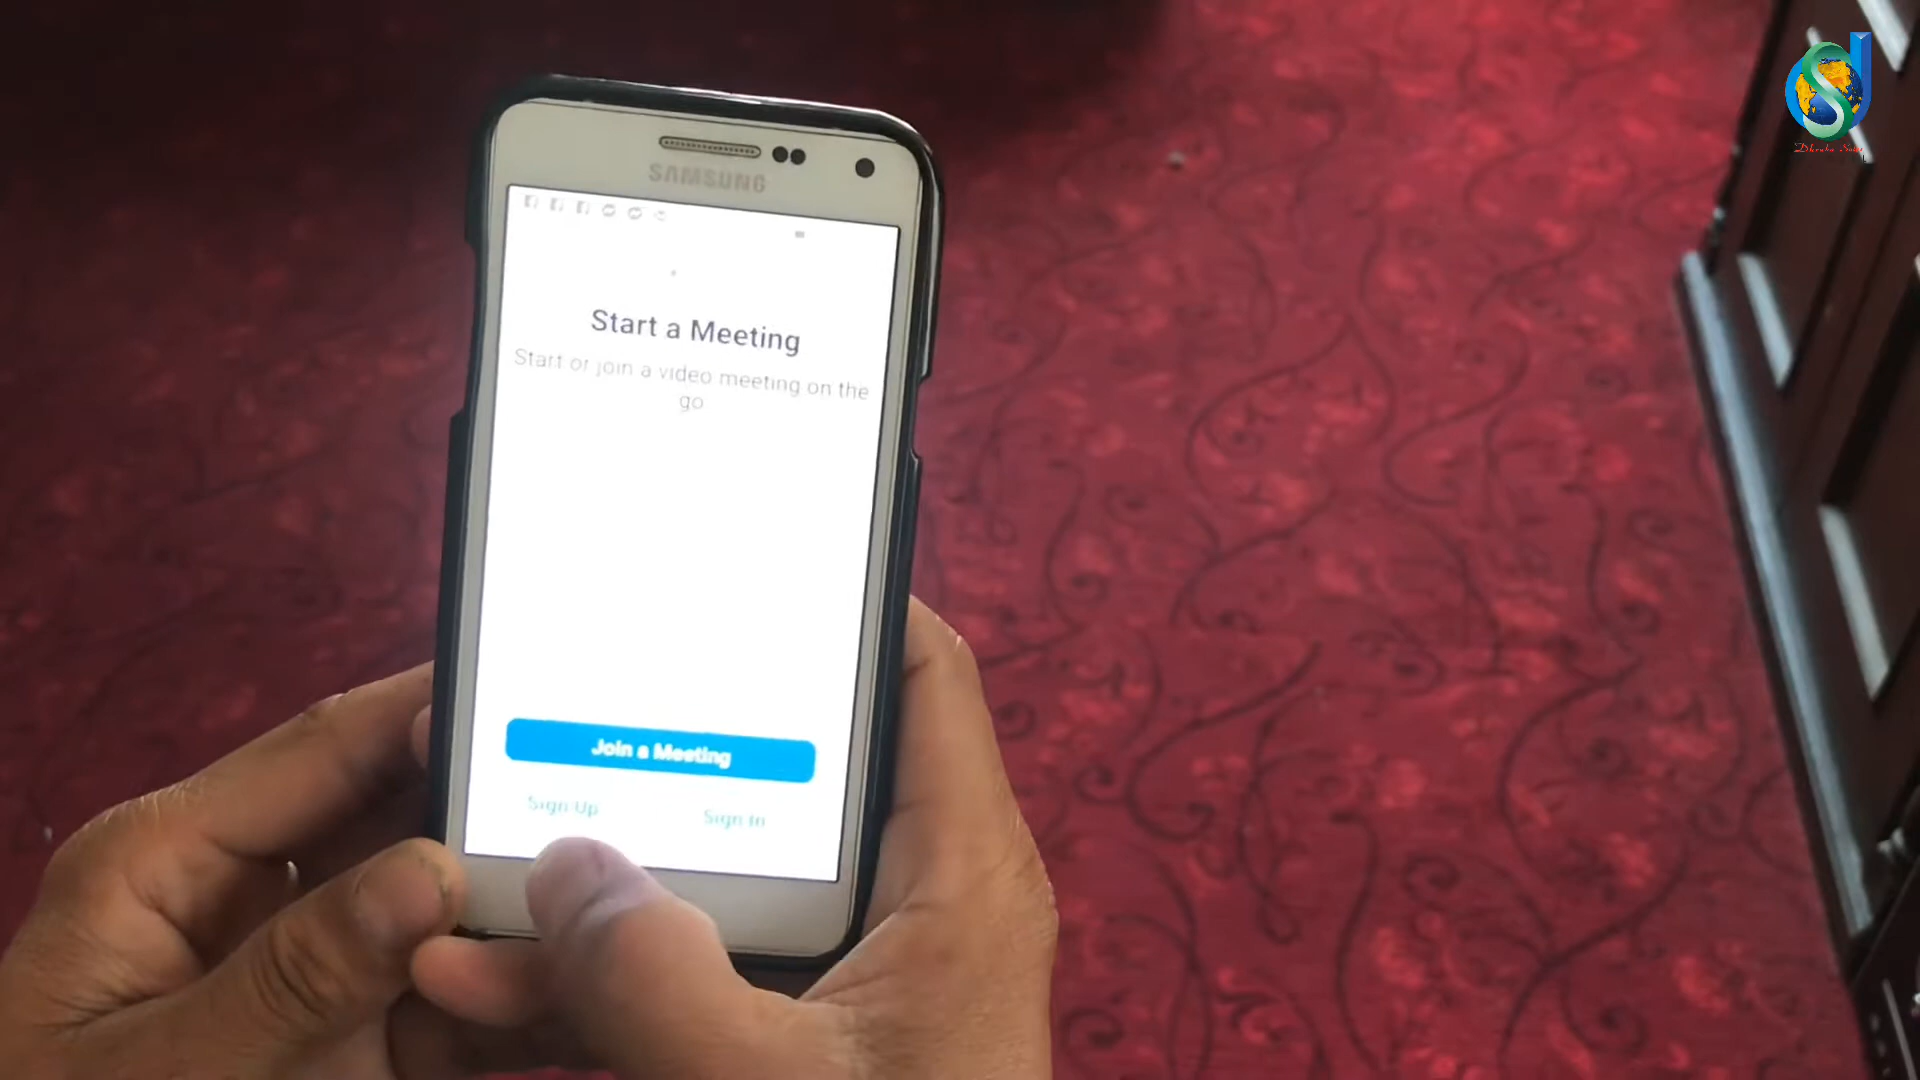 SAMSUNG
Start a Meeting
Start or join a video meeting on the
go
Join a Meeting
Sign Up
Sign In